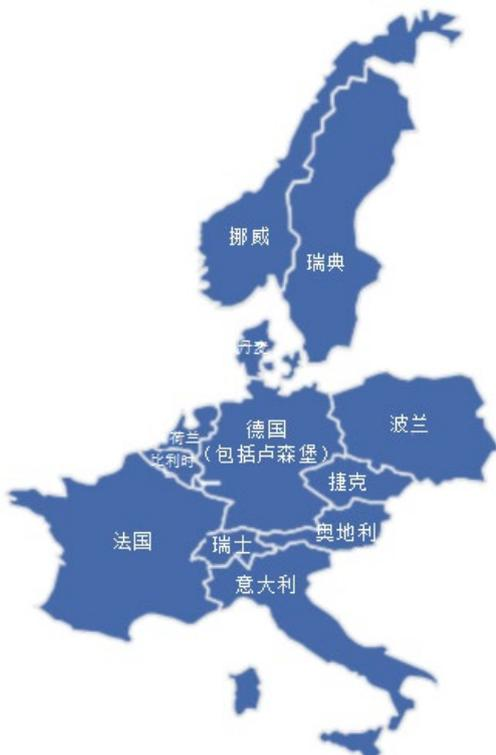 挪威
瑞典
丹麦
荷兰
比利时
德国
（包括卢森堡）
波兰
捷克
奥地利
瑞士
法国
意大利